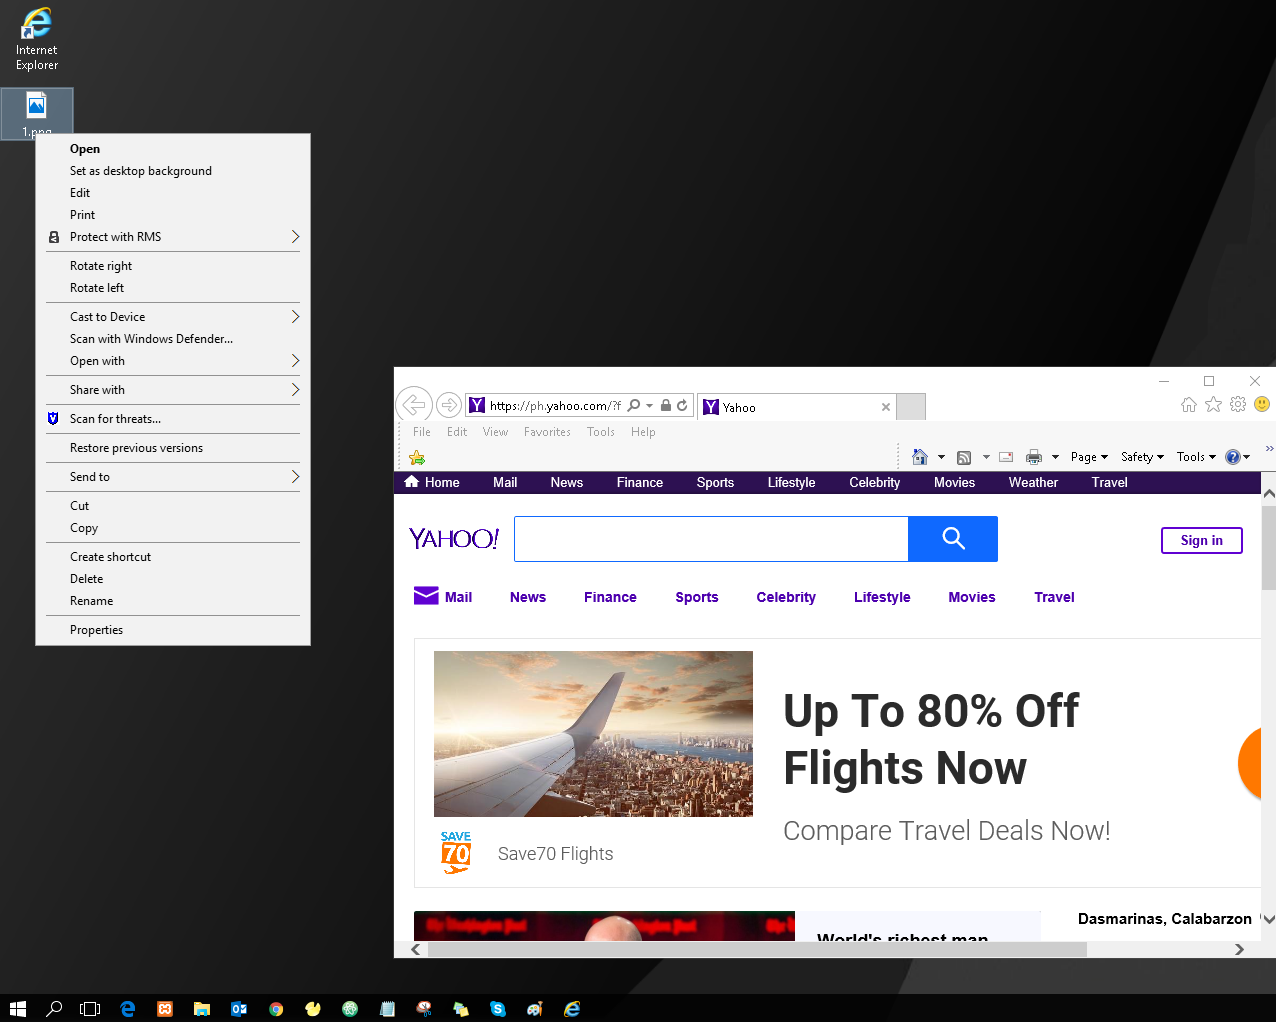 Internet
Explorer
1.png
Open
Set as desktop background
Edit
Print
Protect with RMS
Rotate right
Rotate left
Cast to Device
Scan with Windows Defender...
Open with
Share with
Scan for threats...
Restore previous versions
Send to
Cut
Copy
Create shortcut
Delete
Rename
Properties
https://ph.yahoo.com/?f
Yahoo
File Edit View Favorites Tools Help
Page Safety Tools
Home Mail News Finance Sports Lifestyle Celebrity Movies Weather Travel
YAHOO!
Sign in
Mail News Finance Sports Celebrity Lifestyle Movies Travel
Up To 80% Off
Flights Now
Compare Travel Deals Now!
SAVE
70
Save70 Flights
Dasmarinas, Calabarzon
World's richest man